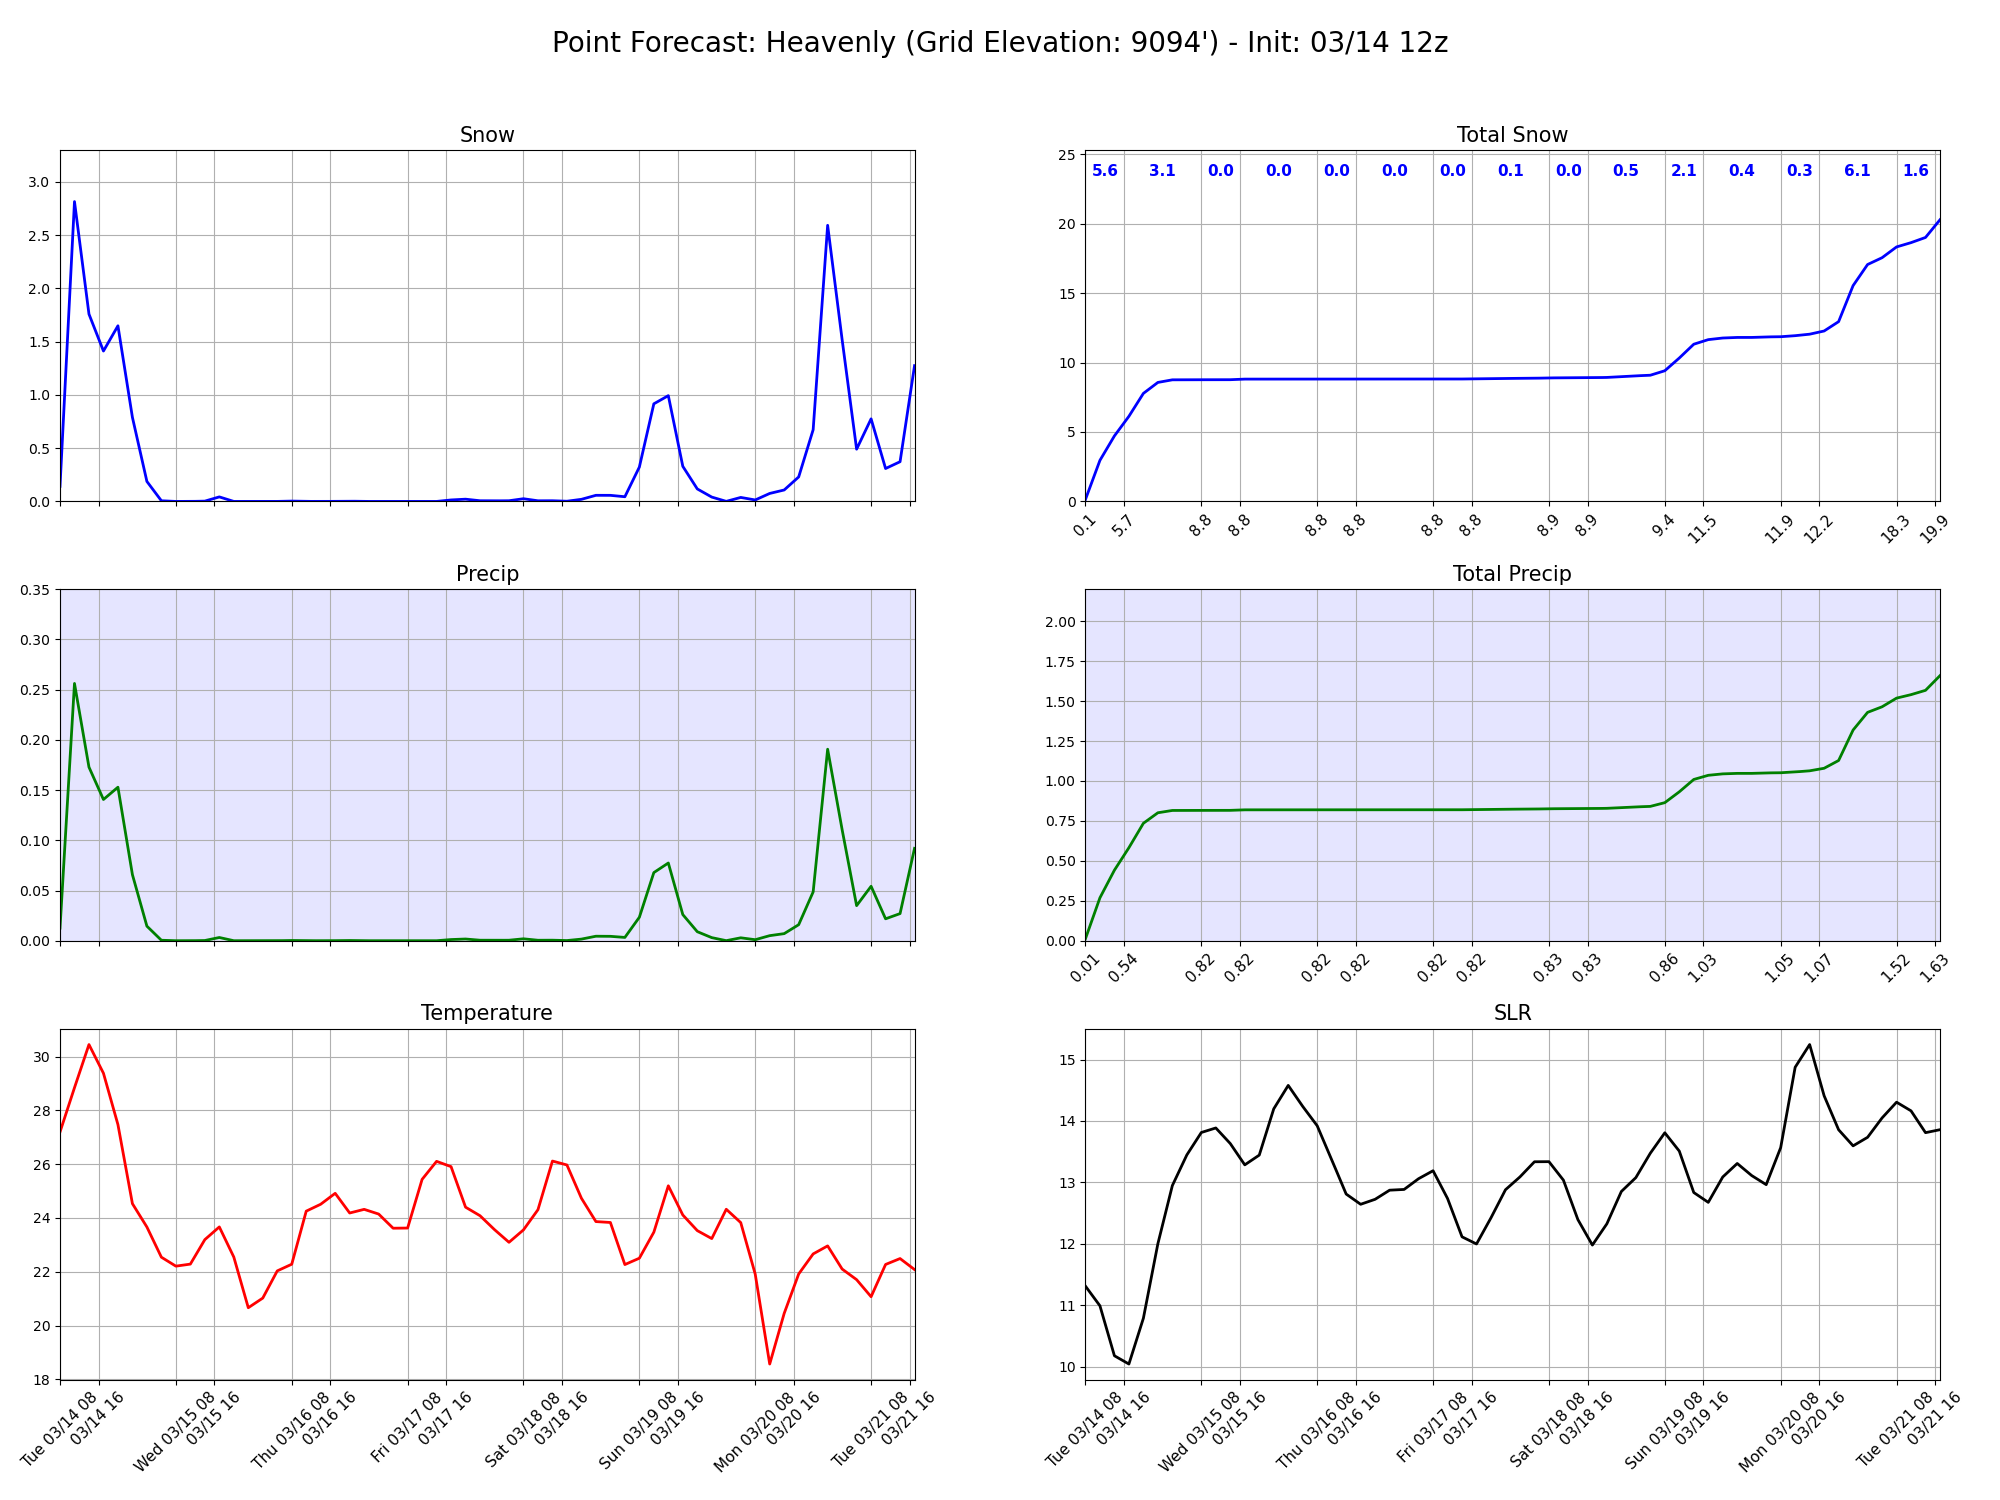 Point Forecast: Heavenly (Grid Elevation: 9094') - Init: 03/14 12z
Snow
3.0
2.5
2.0
1.5
1.0
0.5
0.0
Total Snow
25
20
15
10
5
0
5.6 3.1 0.0 0.0 0.0 0.0 0.0 0.1 0.0 0.5 2.1 0.4 0.3 6.1 1.6
0.1 5.7 8.8 8.8 8.8 8.8 8.8 8.8 8.9 8.9 9.4 11.5 11.9 12.2 18.3 19.9
Precip
0.35
0.30
0.25
0.20
0.15
0.10
0.05
0.00
Total Precip
2.00
1.75
1.50
1.25
1.00
0.75
0.50
0.25
0.00
0.01 0.54 0.82 0.82 0.82 0.82 0.82 0.82 0.83 0.83 0.86 1.03 1.05 1.07 1.52 1.63
Temperature
30
28
26
24
22
20
18
Tue 03/14 08
03/14 16
Wed 03/15 08
03/15 16
Thu 03/16 08
03/16 16
Fri 03/17 08
03/17 16
Sat 03/18 08
03/18 16
Sun 03/19 08
03/19 16
Mon 03/20 08
03/20 16
Tue 03/21 08
03/21 16
SLR
15
14
13
12
11
10
Tue 03/14 08
03/14 16
Wed 03/15 08
03/15 16
Thu 03/16 08
03/16 16
Fri 03/17 08
03/17 16
Sat 03/18 08
03/18 16
Sun 03/19 08
03/19 16
Mon 03/20 08
03/20 16
Tue 03/21 08
03/21 16